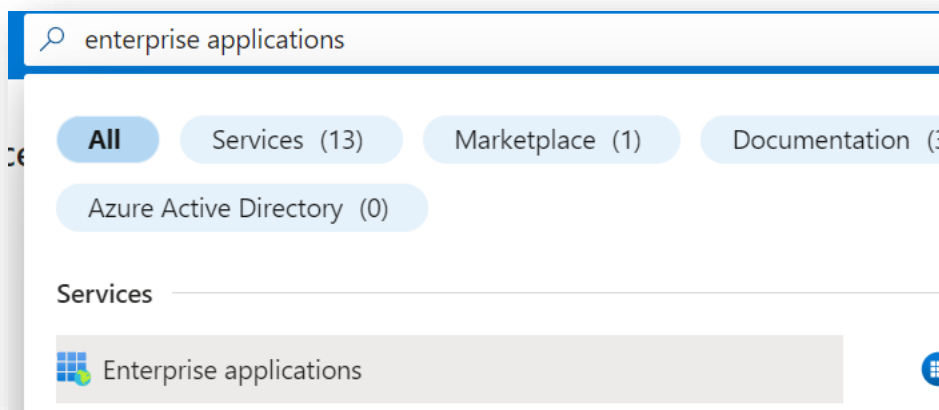 enterprise applications
All Services (13) Marketplace (1) Documentation
Azure Active Directory (0)
Services
Enterprise applications